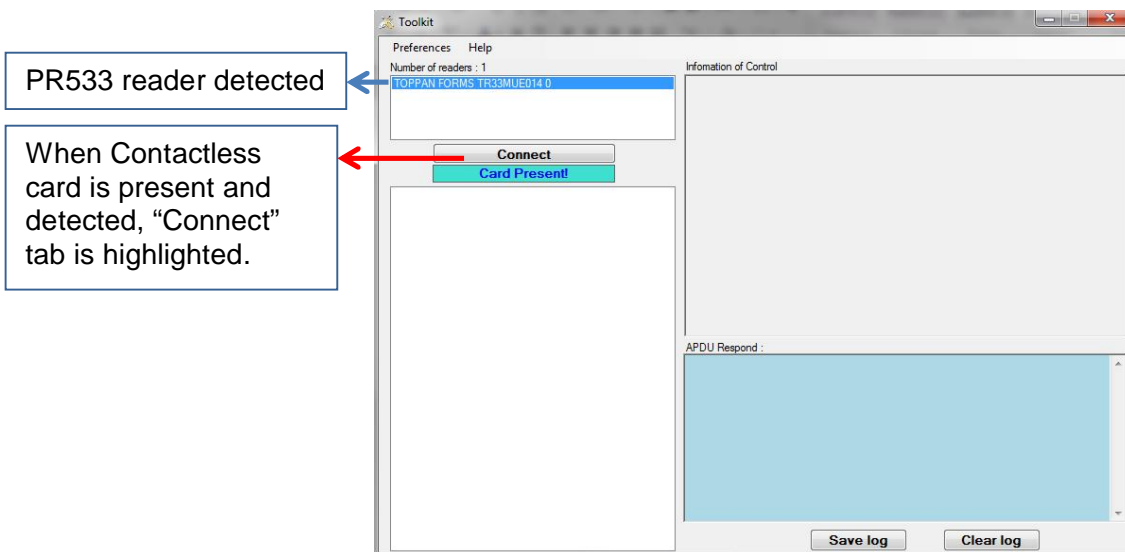 Toolkit
Preferences Help
Number of readers : 1
TOPPAN FORMS TR33MUE014 0
Connect
Card Present!
Infomation of Control
APDU Respond :
Save log Clear log
PR533 reader detected
When Contactless
card is present and
detected, “Connect”
tab is highlighted.